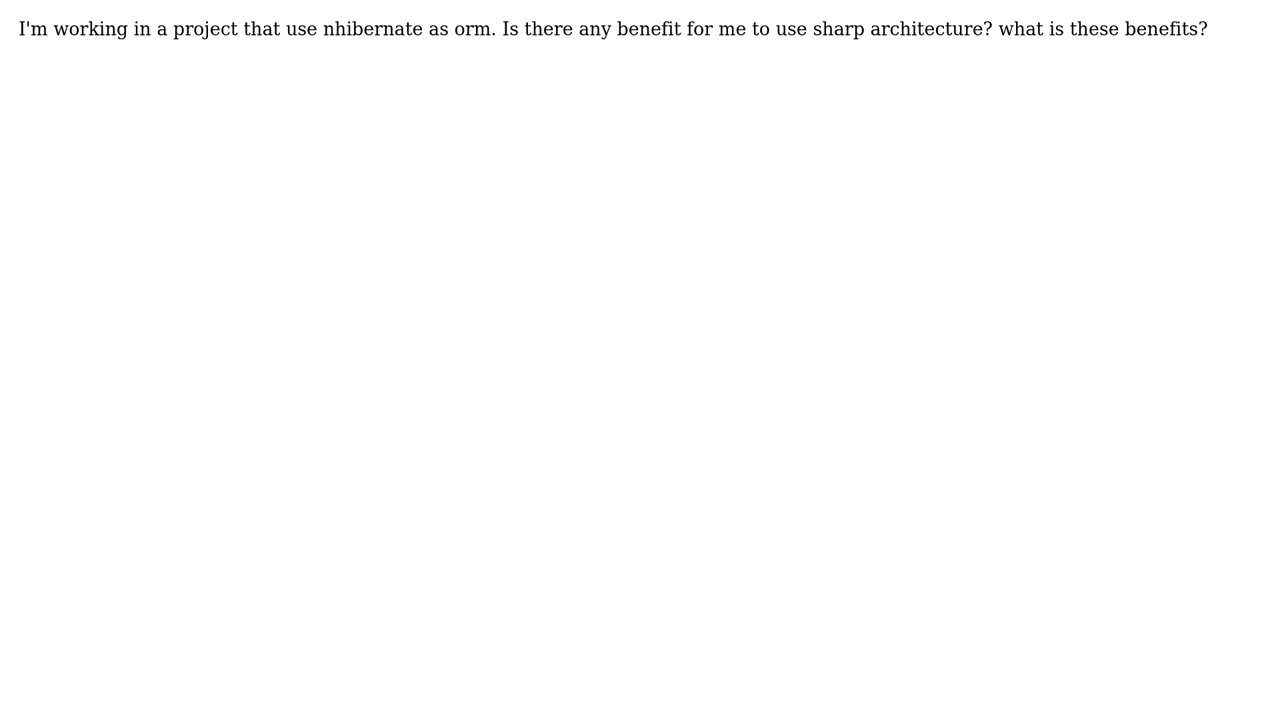 I'm working in a project that use nhibernate as orm. Is there any benefit for me to use sharp architecture? what is these benefits?